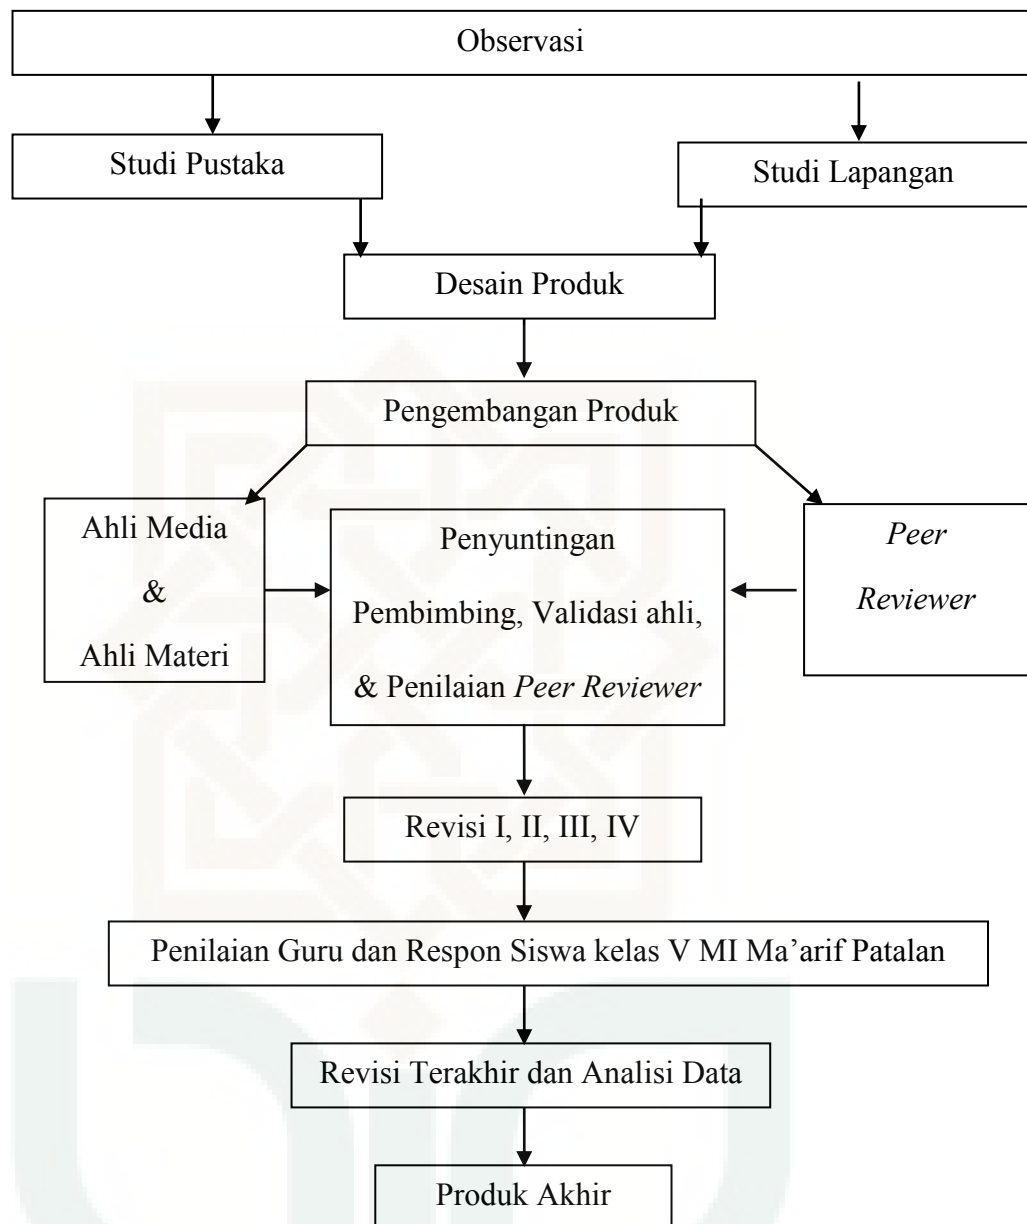 Observasi
Studi Pustaka
Studi Lapangan
Desain Produk
Pengembangan Produk
Ahli Media
&
Ahli Materi
Penyuntingan
Pembimbing, Validasi ahli,
& Penilaian Peer Reviewer
Peer
Reviewer
Revisi I, II, III, IV
Penilaian Guru dan Respon Siswa kelas V MI Ma’arif Patalan
Revisi Terakhir dan Analisi Data
Produk Akhir